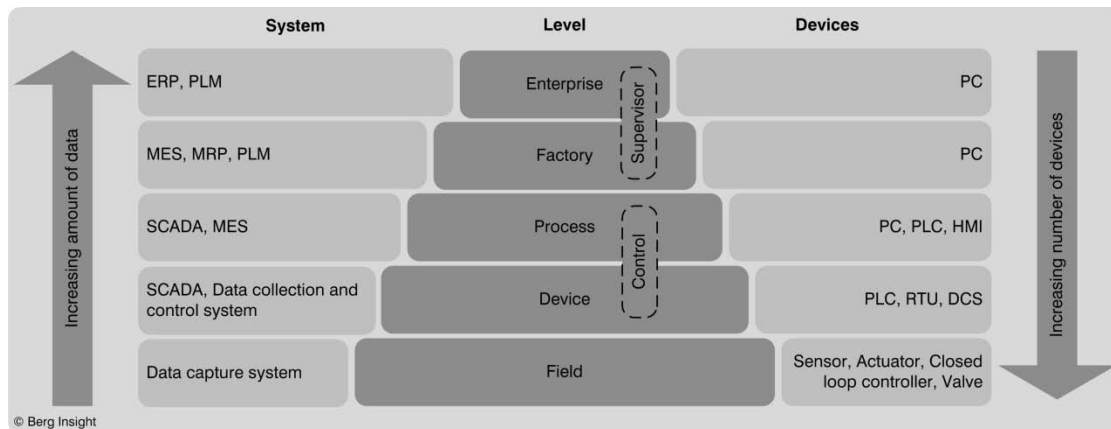 System
Level
Devices
Increasing amount of data
ERP, PLM
Enterprise
PC
Supervisor
MES, MRP, PLM
Factory
PC
SCADA, MES
Process
PC, PLC, HMI
Control
SCADA, Data collection and
control system
Device
PLC, RTU, DCS
Data capture system
Field
Sensor, Actuator, Closed
loop controller, Valve
Increasing number of devices
© Berg Insight